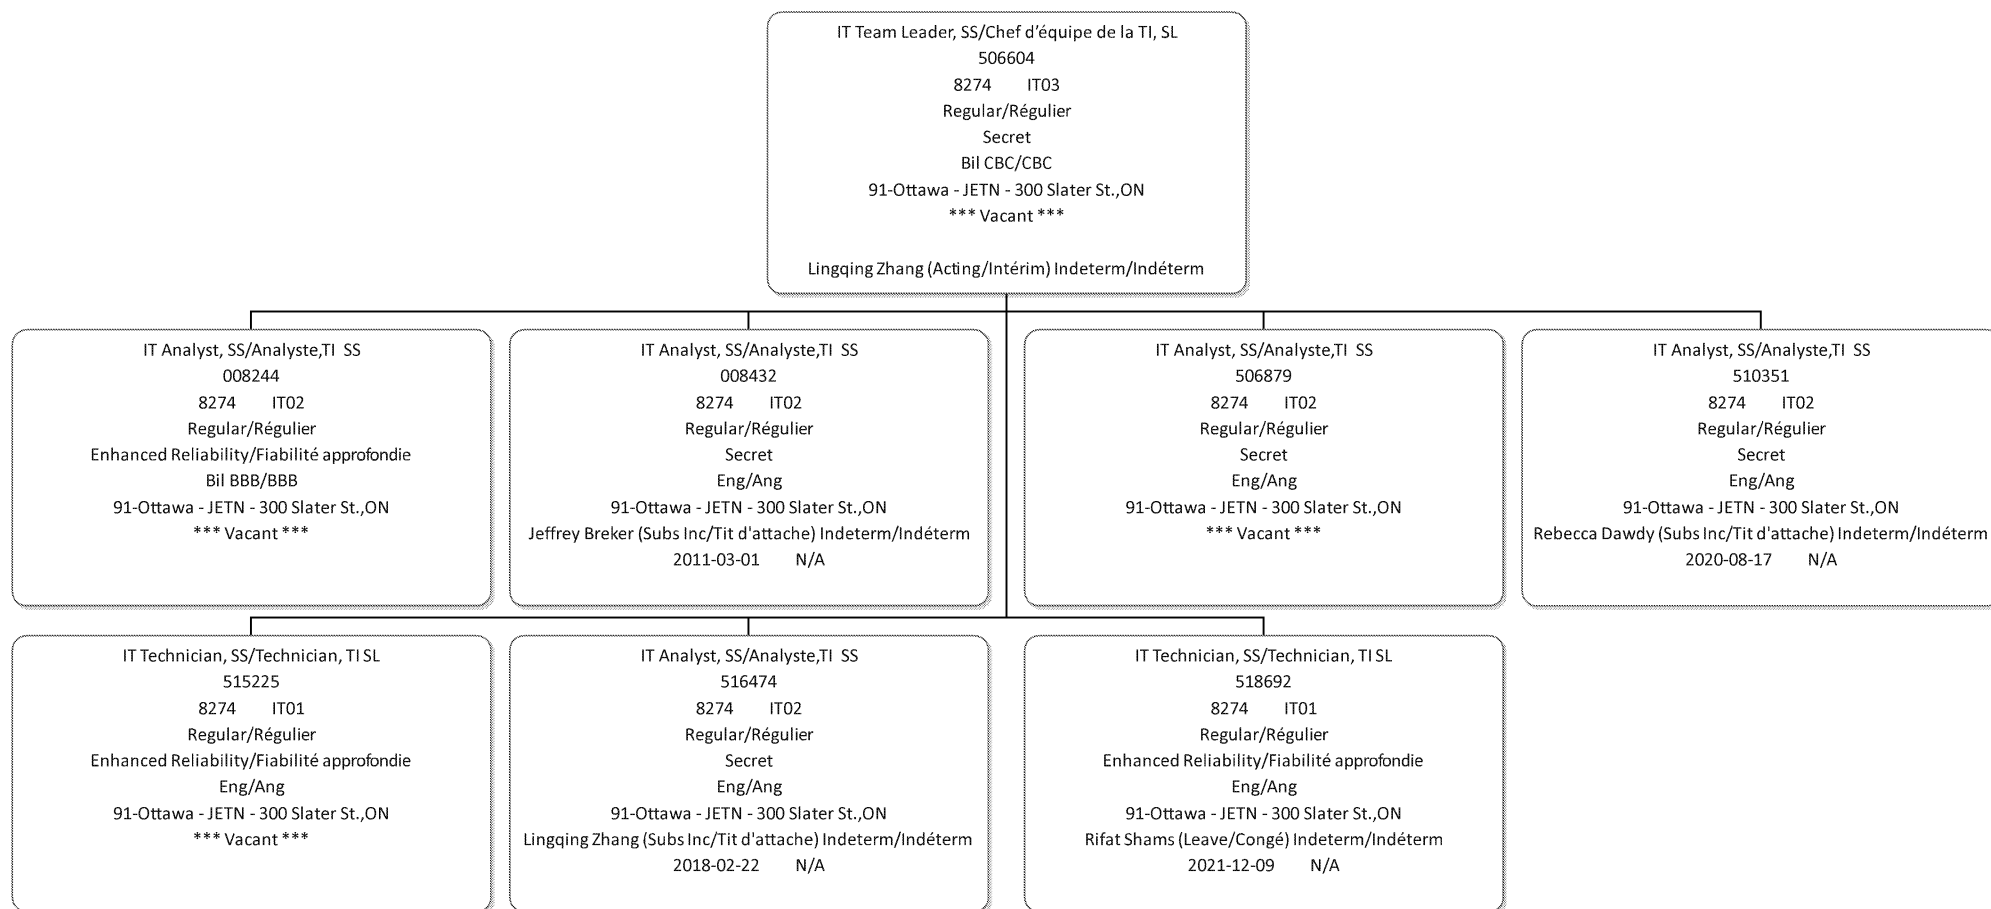 IT Team Leader, SS/Chef d'équipe de la TI, SL
506604
8274 IT03
Regular/Régulier
Secret
Bil CBC/CBC
91-Ottawa - JETN - 300 Slater St.,ON
*** Vacant ***
Lingqing Zhang (Acting/Intérim) Indeterm/Indéterm
IT Analyst, SS/Analyste,TI SS
008244
8274 IT02
Regular/Régulier
Enhanced Reliability/Fiabilité approfondie
Bil BBB/BBB
91-Ottawa - JETN - 300 Slater St.,ON
*** Vacant ***
IT Analyst, SS/Analyste,TI SS
008432
8274 IT02
Regular/Régulier
Secret
Eng/Ang
91-Ottawa - JETN - 300 Slater St.,ON
Jeffrey Breker (Subs Inc/Tit d'attache) Indeterm/Indéterm
2011-03-01 N/A
IT Analyst, SS/Analyste,TI SS
506879
8274 IT02
Regular/Régulier
Secret
Eng/Ang
91-Ottawa - JETN - 300 Slater St.,ON
*** Vacant ***
IT Analyst, SS/Analyste,TI SS
510351
8274 IT02
Regular/Régulier
Secret
Eng/Ang
91-Ottawa - JETN - 300 Slater St.,ON
Rebecca Dawdy (Subs Inc/Tit d'attache) Indeterm/Indéterm
2020-08-17 N/A
IT Technician, SS/Technician, TI SL
515225
8274 IT01
Regular/Régulier
Enhanced Reliability/Fiabilité approfondie
Eng/Ang
91-Ottawa - JETN - 300 Slater St.,ON
*** Vacant ***
IT Analyst, SS/Analyste,TI SS
516474
8274 IT02
Regular/Régulier
Secret
Eng/Ang
91-Ottawa - JETN - 300 Slater St.,ON
Lingqing Zhang (Subs Inc/Tit d'attache) Indeterm/Indéterm
2018-02-22 N/A
IT Technician, SS/Technician, TI SL
518692
8274 IT01
Regular/Régulier
Enhanced Reliability/Fiabilité approfondie
Eng/Ang
91-Ottawa - JETN - 300 Slater St.,ON
Rifat Shams (Leave/Congé) Indeterm/Indéterm
2021-12-09 N/A